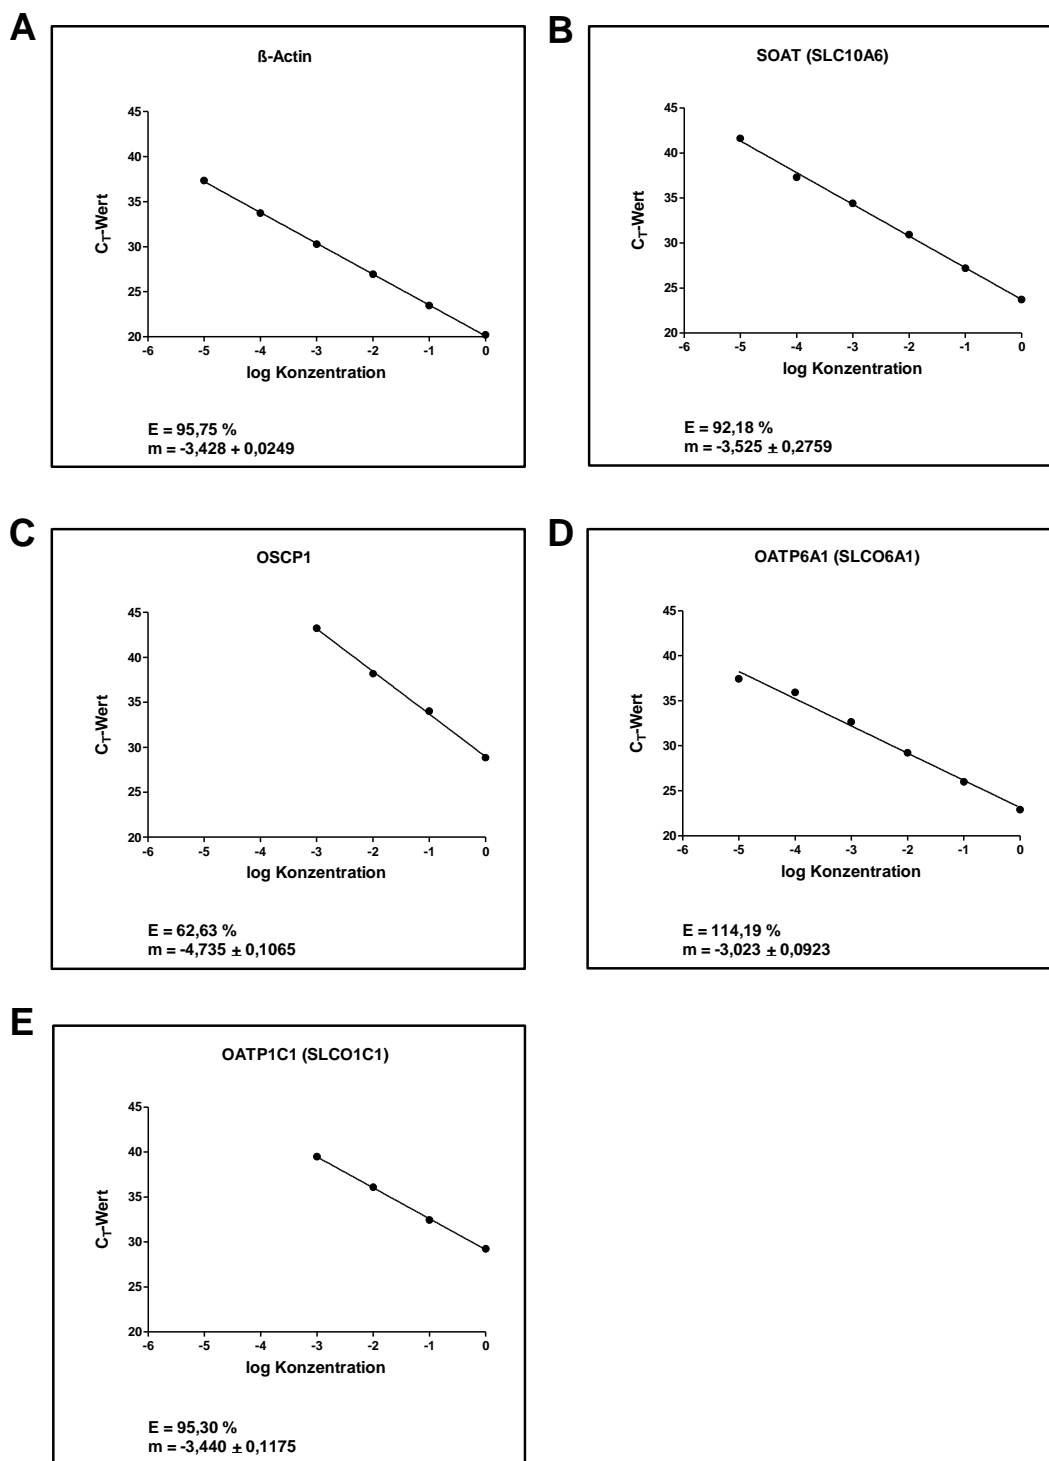 A
ß-Actin
45
40
35
30
25
20
CT-Wert
-6 -5 -4 -3 -2 -1 0
log Konzentration
E = 95,75 %
m = -3,428 + 0,0249
B
SOAT (SLC10A6)
45
40
35
30
25
20
CT-Wert
-6 -5 -4 -3 -2 -1 0
log Konzentration
E = 92,18 %
m = -3,525 ± 0,2759
C
OSCP1
45
40
35
30
25
20
CT-Wert
-6 -5 -4 -3 -2 -1 0
log Konzentration
E = 62,63 %
m = -4,735 ± 0,1065
D
OATP6A1 (SLCO6A1)
45
40
35
30
25
20
CT-Wert
-6 -5 -4 -3 -2 -1 0
log Konzentration
E = 114,19 %
m = -3,023 ± 0,0923
E
OATP1C1 (SLCO1C1)
45
40
35
30
25
20
CT-Wert
-6 -5 -4 -3 -2 -1 0
log Konzentration
E = 95,30 %
m = -3,440 ± 0,1175